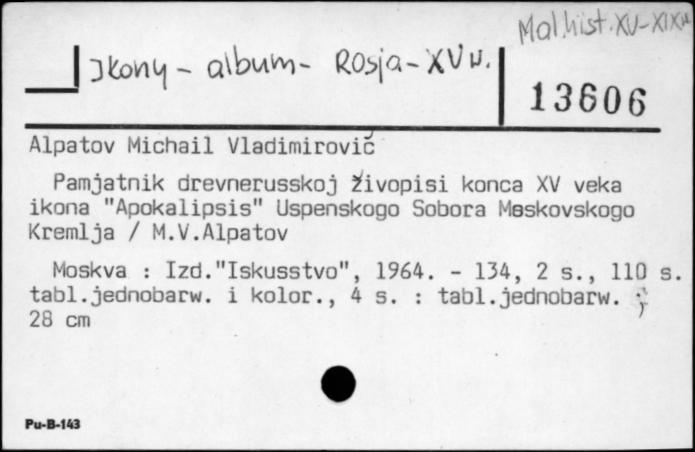 Mal.hist. XV-XIX w
Ikony - album - Rosja - XV w.
13606
Alpatov Michail Vladimirovič
Pamjatnik drevnerusskoj živopisi konca XV veka
ikona "Apokalipsis" Uspenskogo Sobora Moskovskogo
Kremlja / M.V.Alpatov
Moskva : Izd."Iskusstvo", 1964. - 134, 2 s., 110 s.
tabl.jednobarw. i kolor., 4 s. : tabl.jednobarw. ;
28 cm
Pu-B-143